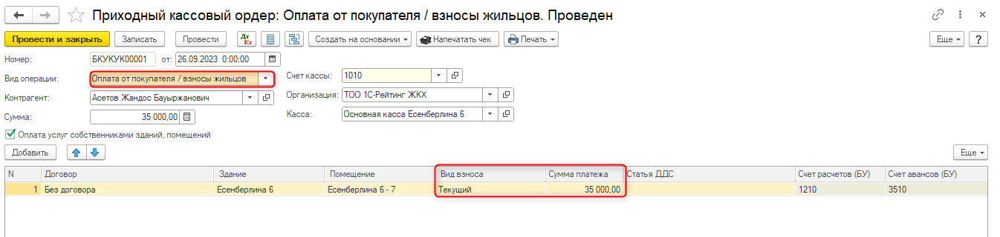 Приходный кассовый ордер: Оплата от покупателя / взносы жильцов. Проведен
Провести и закрыть Записать Провести Дт Кт Создать на основании Напечатать чек Печать Еще ?
Номер: БКУКУК00001 от: 26.09.2023 0:00:00
Вид операции: Оплата от покупателя / взносы жильцов Счет кассы: 1010
Контрагент: Асетов Жандос Бауыржанович Организация: ТОО 1С-Рейтинг ЖКХ
Сумма: 35 000,00 Касса: Основная касса Есенберлина 6
Оплата услуг собственниками зданий, помещений
Добавить Еще
N Договор Здание Помещение Вид взноса Сумма платежа Статья ДДС Счет расчетов (БУ) Счет авансов (БУ)
1 Без договора Есенберлина 6 Есенберлина 6 - 7 Текущий 35 000,00 1210 3510